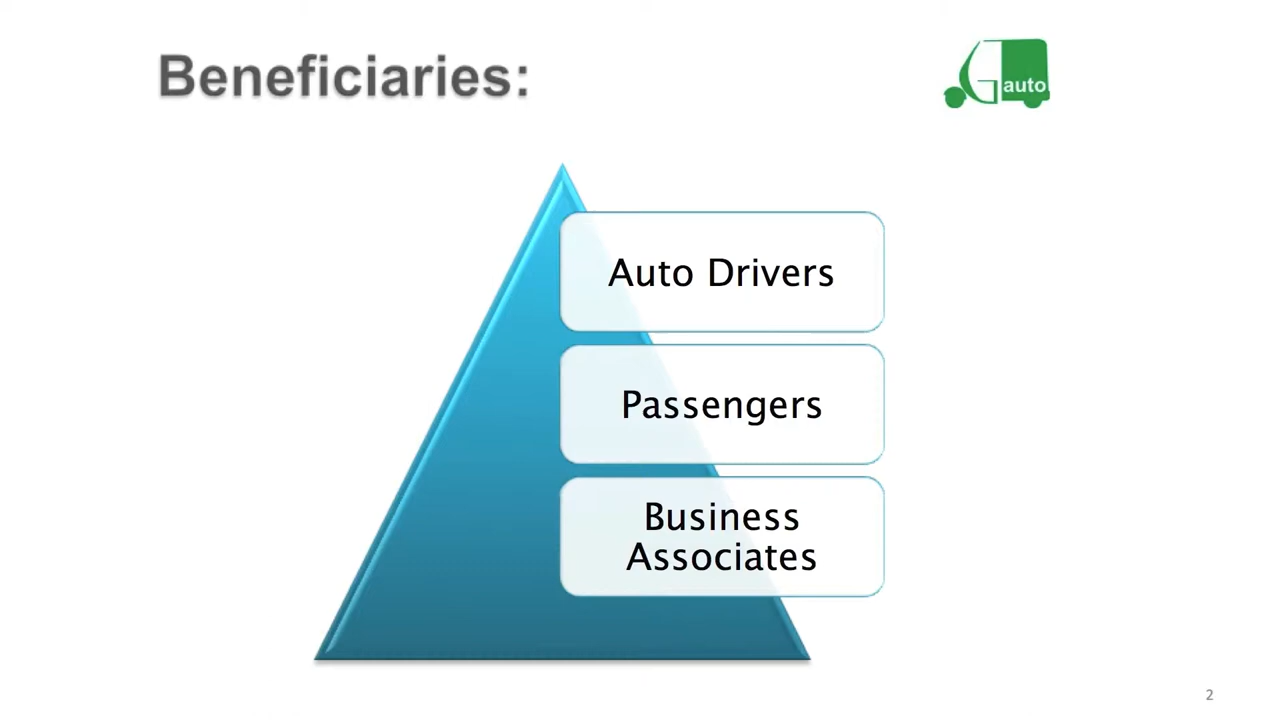 Beneficiaries:
G auto
Auto Drivers
Passengers
Business
Associates
2